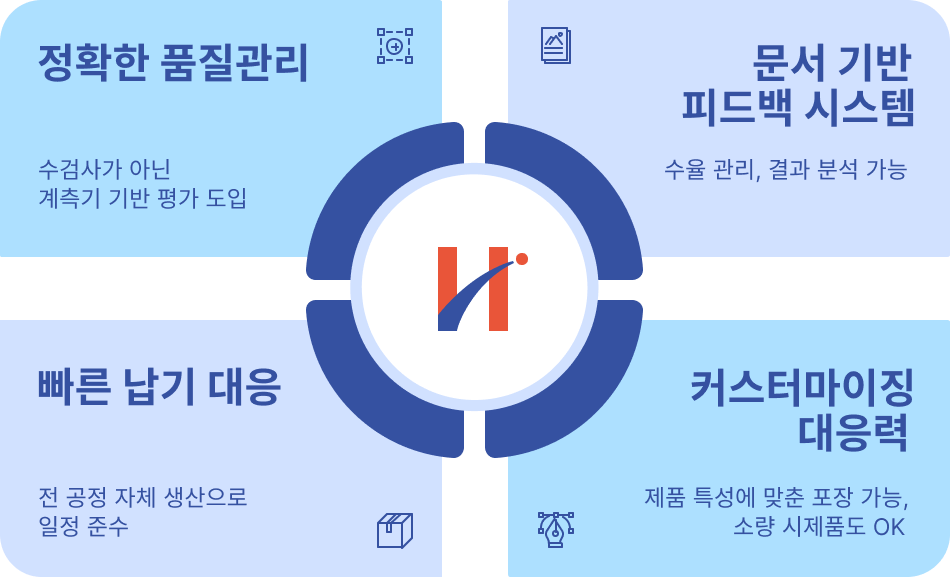 정확한 품질관리
수검사가 아닌
계측기 기반 평가 도입
문서 기반
피드백 시스템
수율 관리, 결과 분석 가능
빠른 납기 대응
전 공정 자체 생산으로
일정 준수
커스터마이징
대응력
제품 특성에 맞춘 포장 가능,
소량 시제품도 OK